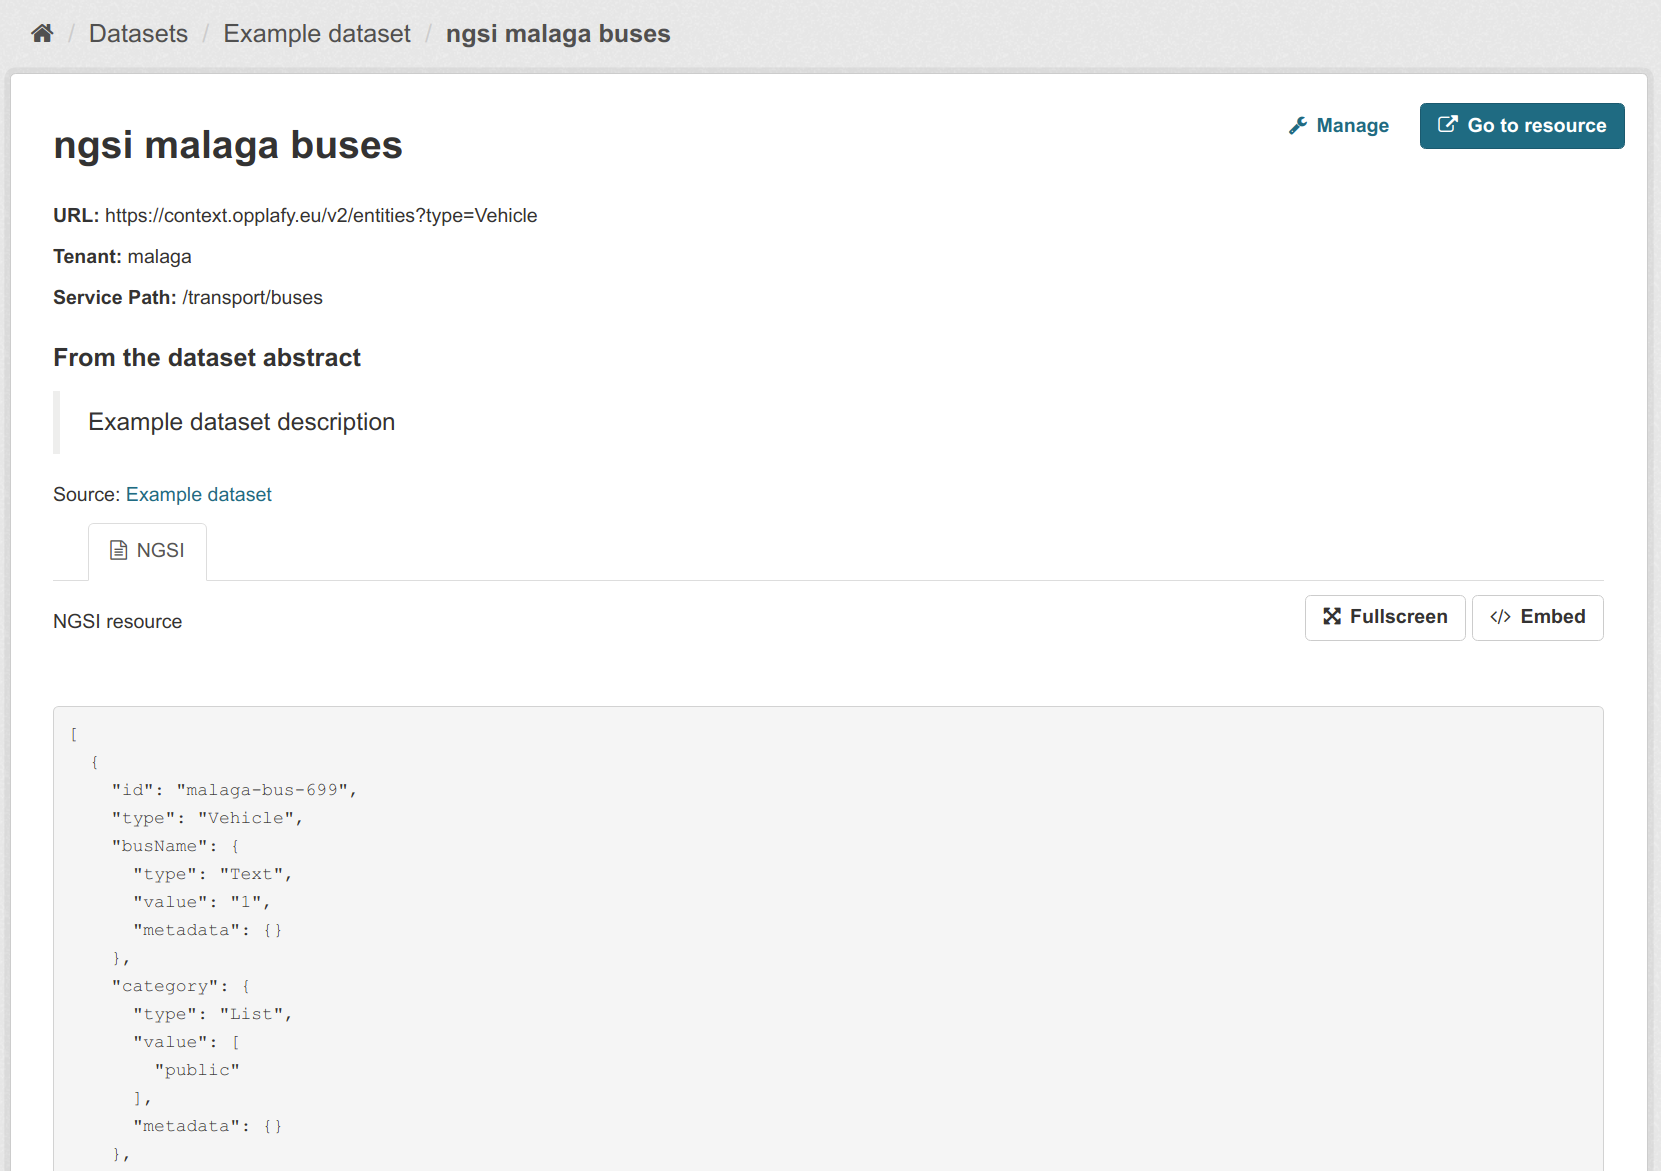 Datasets / Example dataset / ngsi malaga buses
Manage
Go to resource
ngsi malaga buses
URL: https://context.opplafy.eu/v2/entities?type=Vehicle
Tenant: malaga
Service Path: /transport/buses
From the dataset abstract
Example dataset description
Source: Example dataset
NGSI
NGSI resource
Fullscreen
</> Embed
[
  {
    "id": "malaga-bus-699",
    "type": "Vehicle",
    "busName": {
      "type": "Text",
      "value": "1",
      "metadata": {}
    },
    "category": {
      "type": "List",
      "value": [
        "public"
      ],
      "metadata": {}
    },